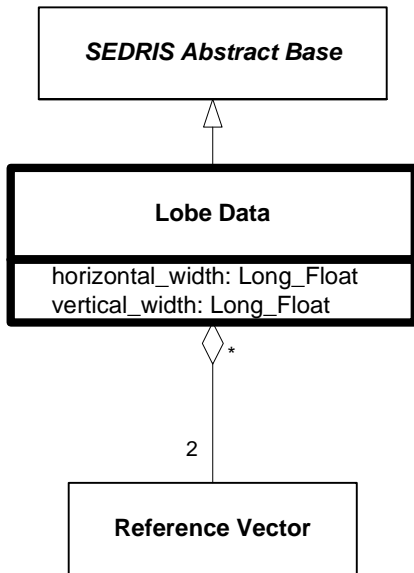 SEDRIS Abstract Base
Lobe Data
horizontal_width: Long_Float
vertical_width: Long_Float
*
2
Reference Vector